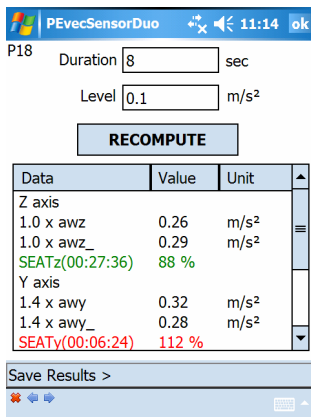 PEvecSensorDuo 11:14 ok
P18
Duration 8 sec
Level 0.1 m/s²
RECOMPUTE
Data Value Unit
Z axis
1.0 x awz 0.26 m/s²
1.0 x awz_ 0.29 m/s²
SEATz(00:27:36) 88 %
Y axis
1.4 x awy 0.32 m/s²
1.4 x awy_ 0.28 m/s²
SEATy(00:06:24) 112 %
Save Results >